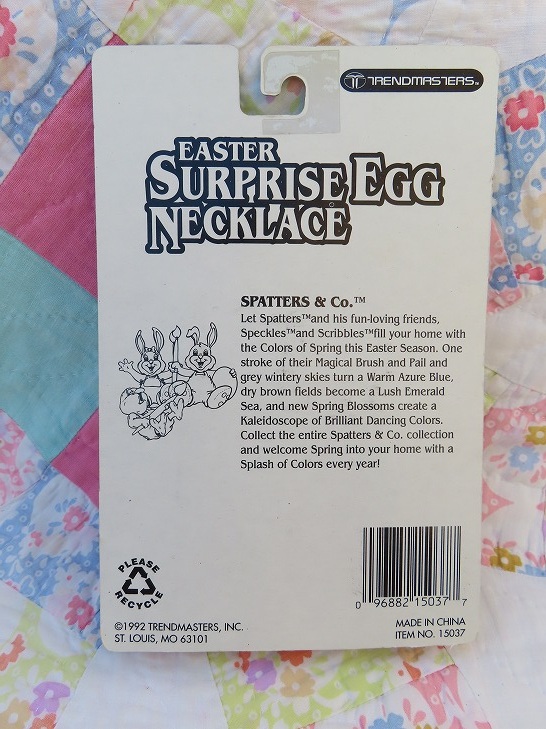 TRENDMASTERS™
EASTER
SURPRISE EGG
NECKLACE
SPATTERS & Co.™
Let Spatters™and his fun-loving friends,
Speckles™and Scribbles™fill your home with
the Colors of Spring this Easter Season. One
stroke of their Magical Brush and Pail and
grey wintery skies turn a Warm Azure Blue,
dry brown fields become a Lush Emerald
Sea, and new Spring Blossoms create a
Kaleidoscope of Brilliant Dancing Colors.
Collect the entire Spatters & Co. collection
and welcome Spring into your home with a
Splash of Colors every year!
PLEASE
RECYCLE
0 96882 15037 7
©1992 TRENDMASTERS, INC.
ST. LOUIS, MO 63101
MADE IN CHINA
ITEM NO. 15037